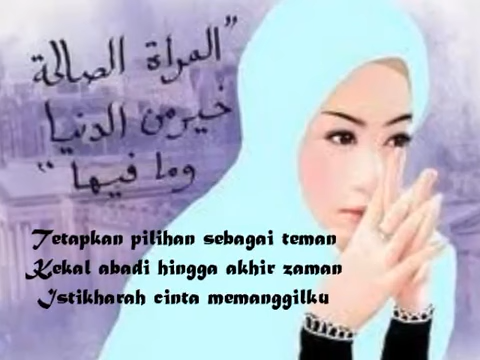 "المرأة الصالحة
خير من الدنيا
وما فيها"
Tetapkan pilihan sebagai teman
Kekal abadi hingga akhir zaman
Istikharah cinta memanggilku